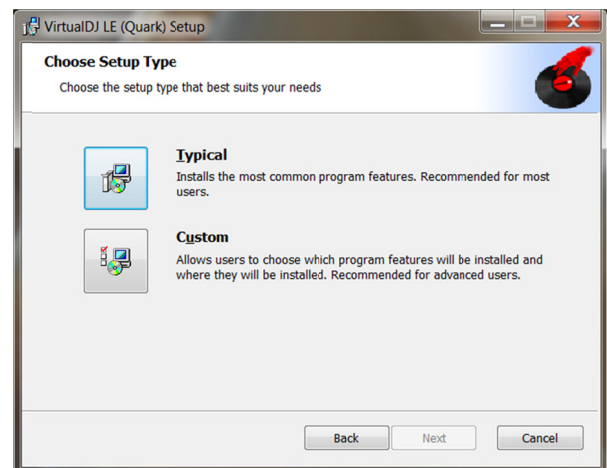 VirtualDJ LE (Quark) Setup
Choose Setup Type
Choose the setup type that best suits your needs
Typical
Installs the most common program features. Recommended for most
users.
Custom
Allows users to choose which program features will be installed and
where they will be installed. Recommended for advanced users.
Back Next Cancel